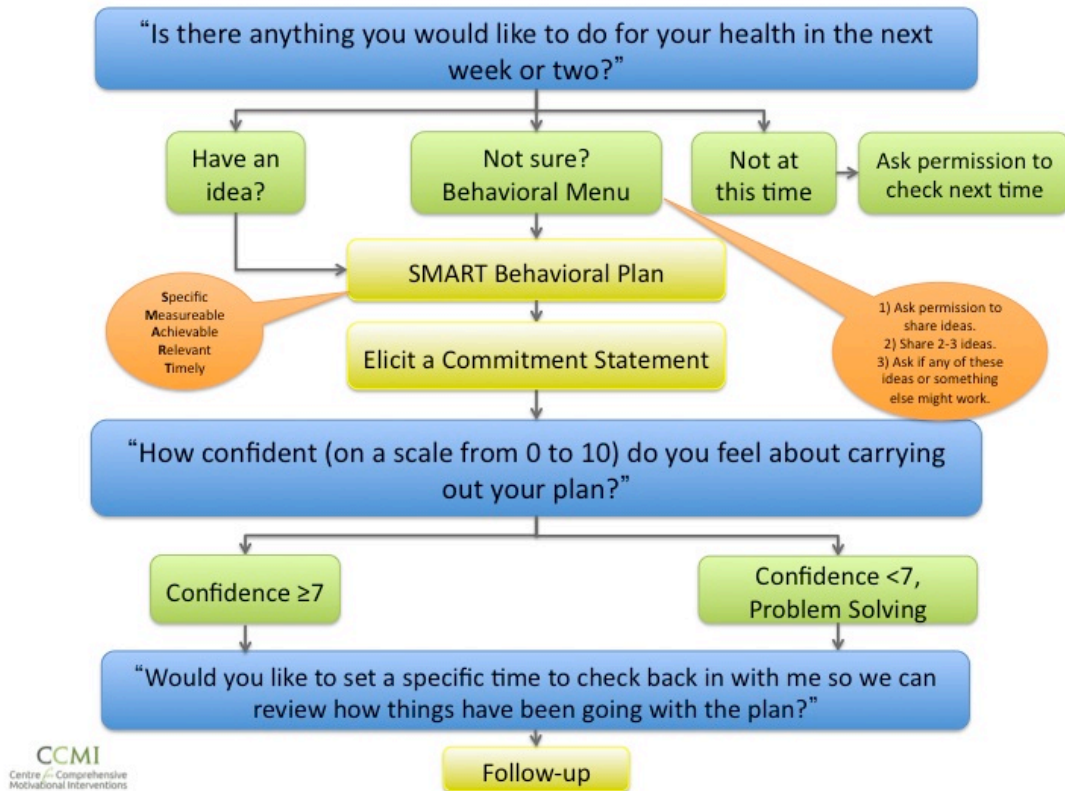 “Is there anything you would like to do for your health in the next
week or two?”
Have an
idea?
Not sure?
Behavioral Menu
Not at
this time
Ask permission to
check next time
SMART Behavioral Plan
Specific
Measureable
Achievable
Relevant
Timely
1) Ask permission to
share ideas.
2) Share 2-3 ideas.
3) Ask if any of these
ideas or something
else might work.
Elicit a Commitment Statement
“How confident (on a scale from 0 to 10) do you feel about carrying
out your plan?”
Confidence ≥7
Confidence <7,
Problem Solving
“Would you like to set a specific time to check back in with me so we can
review how things have been going with the plan?”
Follow-up
CCMI
Centre for Comprehensive
Motivational Interventions